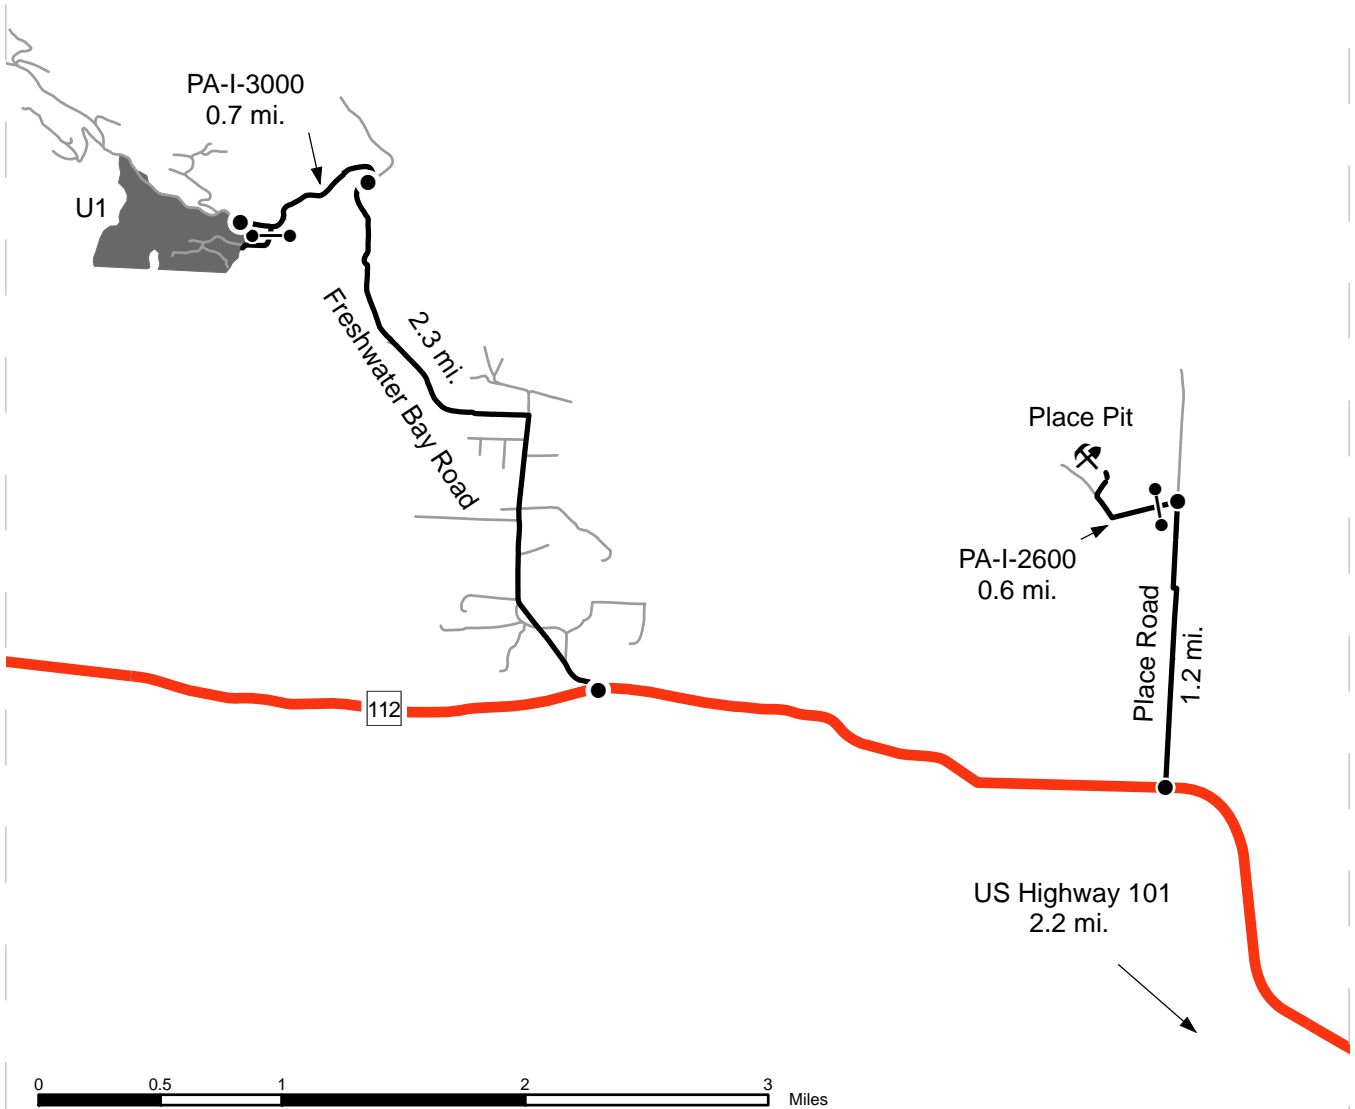 PA-I-3000
0.7 mi.
U1
Freshwater Bay Road
2.3 mi.
Place Pit
PA-I-2600
0.6 mi.
Place Road
1.2 mi.
112
US Highway 101
2.2 mi.
0 0.5 1 2 3
Miles